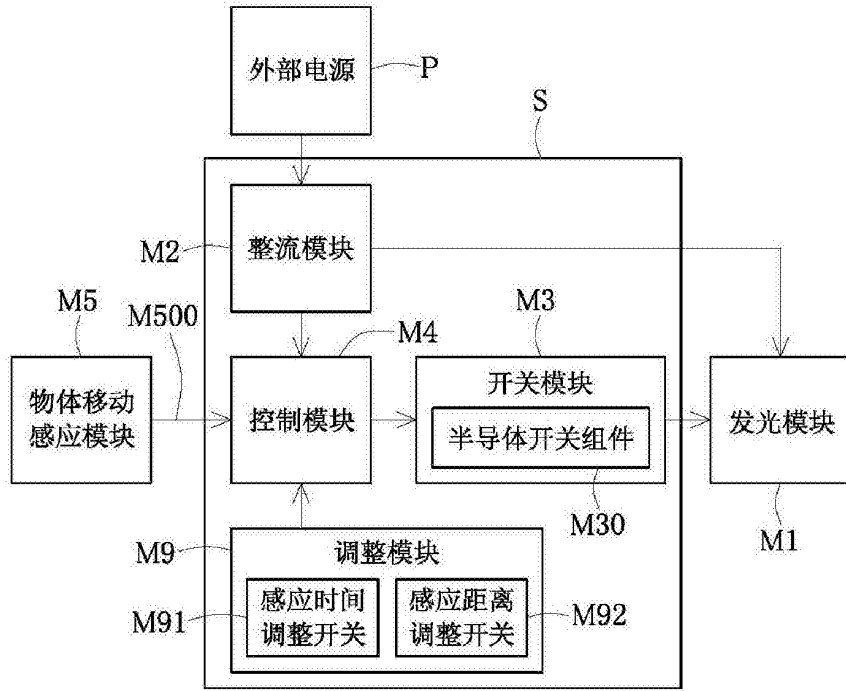 外部电源
P
S
M2
整流模块
M5
M500
M4
M3
物体移动
感应模块
控制模块
开关模块
半导体开关组件
发光模块
M30
M1
M9
调整模块
M91
感应时间
调整开关
感应距离
调整开关
M92